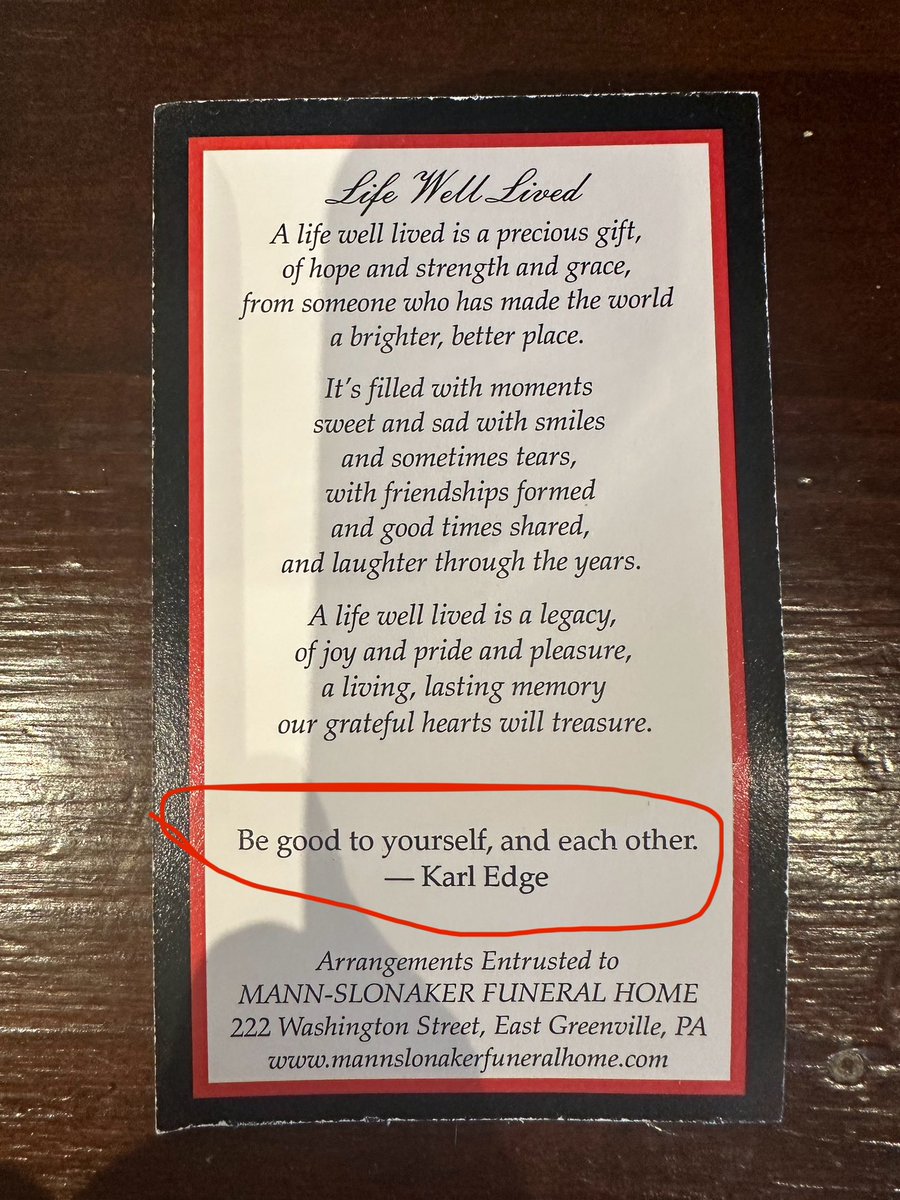 Life Well Lived
A life well lived is a precious gift,
of hope and strength and grace,
from someone who has made the world
a brighter, better place.
It's filled with moments
sweet and sad with smiles
and sometimes tears,
with friendships formed
and good times shared,
and laughter through the years.
A life well lived is a legacy,
of joy and pride and pleasure,
a living, lasting memory
our grateful hearts will treasure.
Be good to yourself, and each other.
— Karl Edge
Arrangements Entrusted to
MANN-SLONAKER FUNERAL HOME
222 Washington Street, East Greenville, PA
www.mannslonakerfuneralhome.com